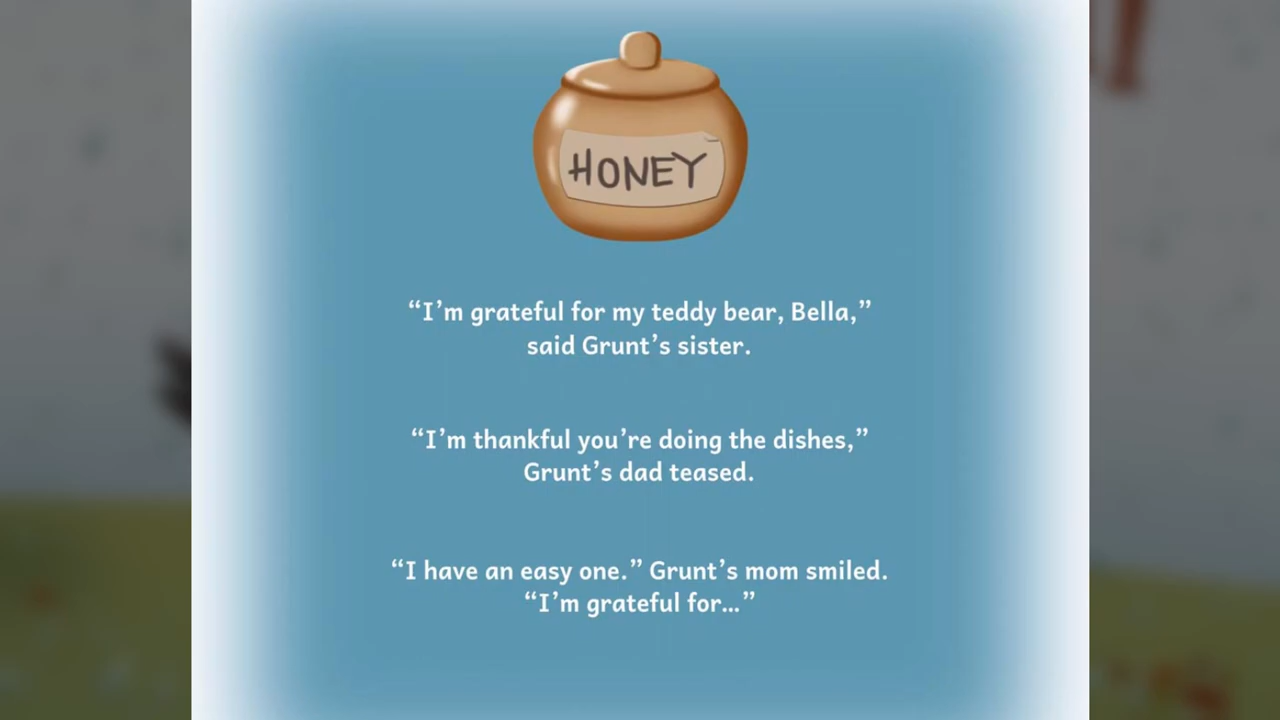 HONEY
“I’m grateful for my teddy bear, Bella,”
said Grunt’s sister.
“I’m thankful you’re doing the dishes,”
Grunt’s dad teased.
“I have an easy one.” Grunt’s mom smiled.
“I’m grateful for...”